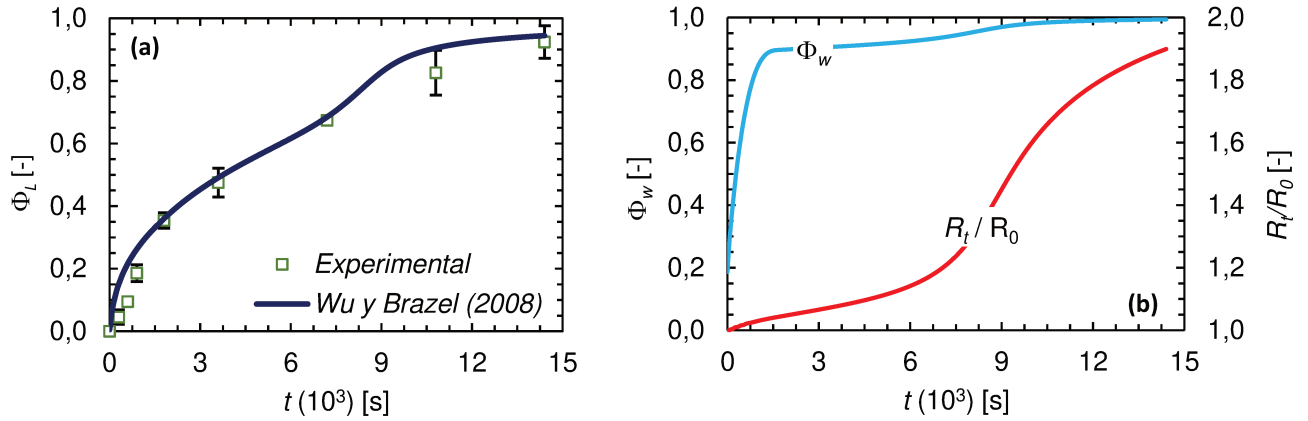 (a)
1,0
0,8
0,6
0,4
0,2
0,0
Φ_L [-]
Experimental
Wu y Brazel (2008)
0 3 6 9 12 15
t (10³) [s]
(b)
1,0
0,8
0,6
0,4
0,2
0,0
Φ_w [-]
Φ_w
R_t / R_0
2,0
1,8
1,6
1,4
1,2
1,0
R_t/R_0 [-]
0 3 6 9 12 15
t (10³) [s]